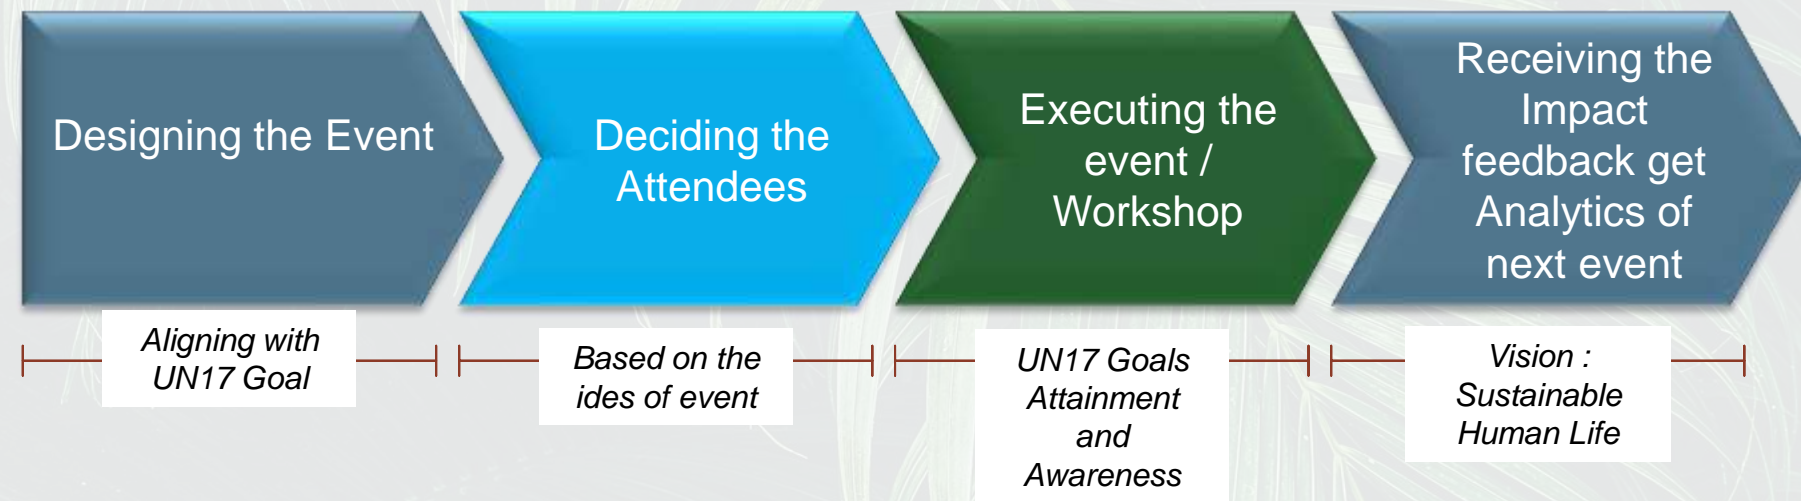 Designing the Event
Deciding the
Attendees
Executing the
event /
Workshop
Receiving the
Impact
feedback get
Analytics of
next event
Aligning with
UN17 Goal
Based on the
ides of event
UN17 Goals
Attainment
and
Awareness
Vision :
Sustainable
Human Life